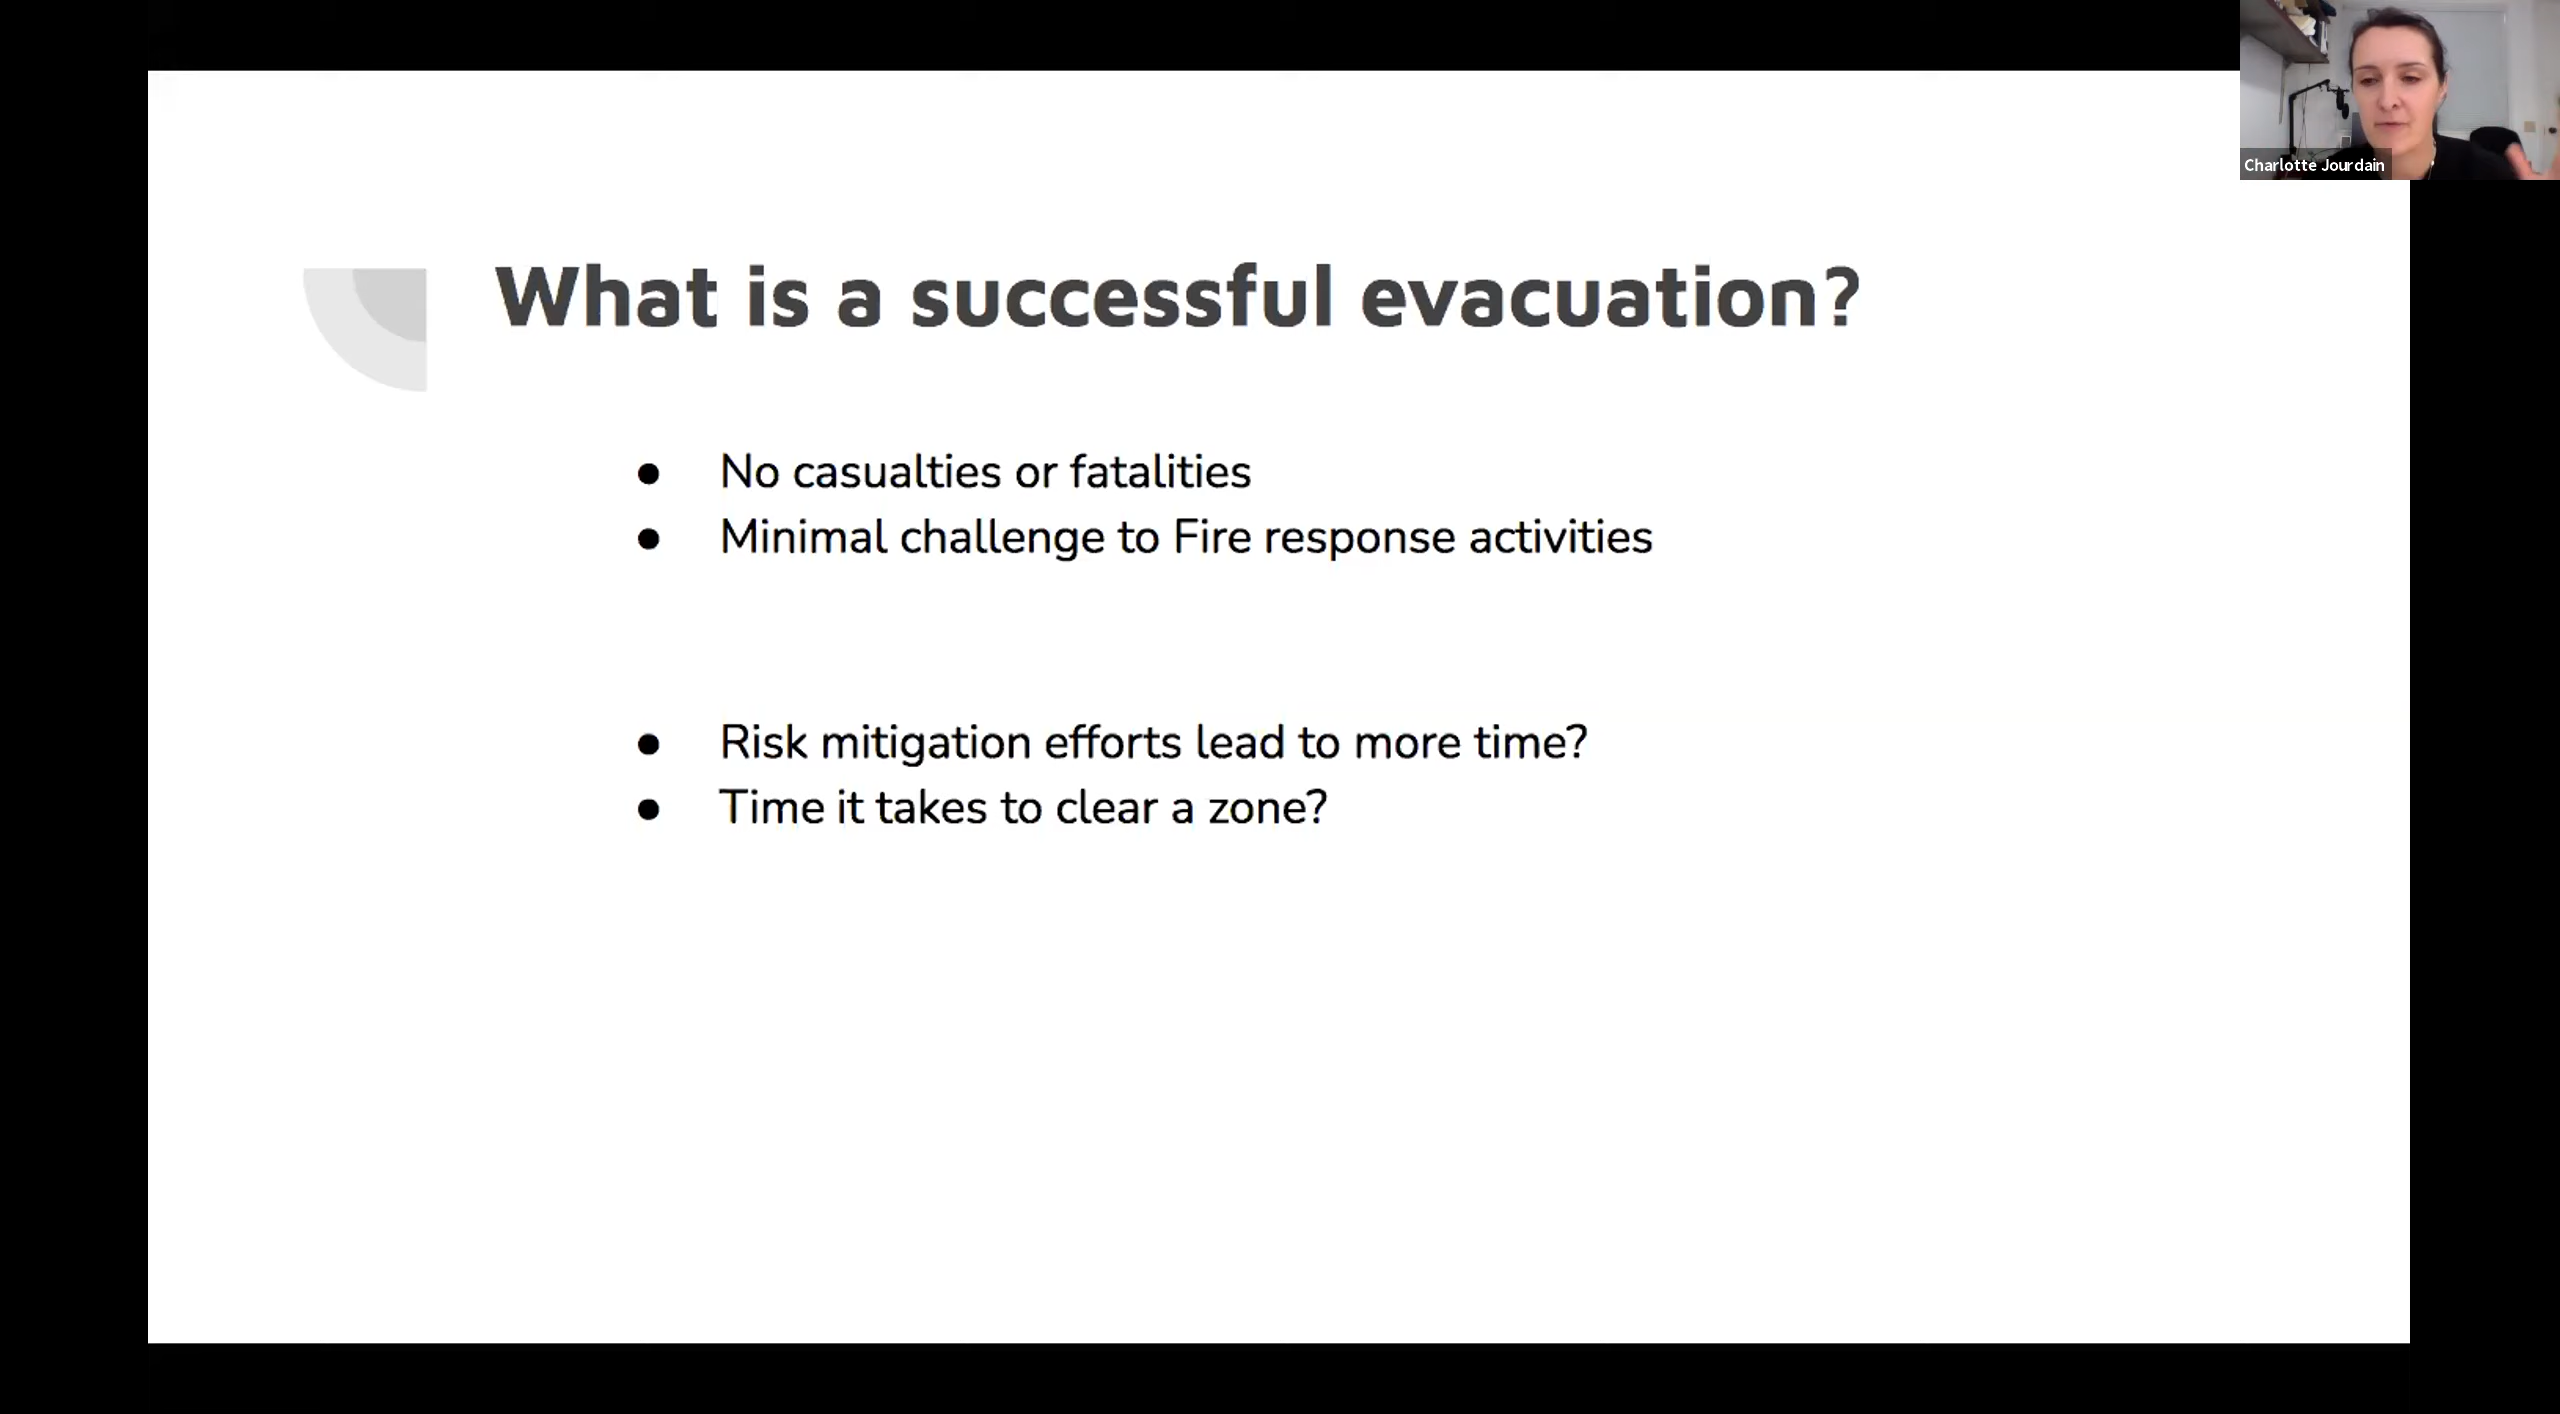 Charlotte Jourdain
What is a successful evacuation?
● No casualties or fatalities
● Minimal challenge to Fire response activities
● Risk mitigation efforts lead to more time?
● Time it takes to clear a zone?